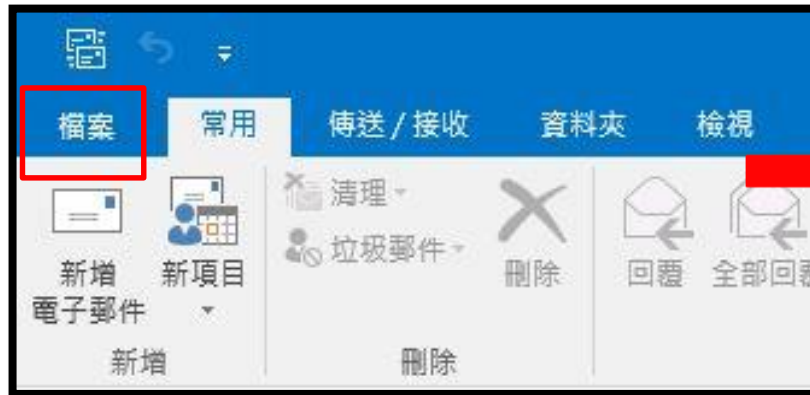 檔案 常用 傳送 / 接收 資料夾 檢視
清理
垃圾郵件
新增 新項目 刪除 回覆 全部回覆
電子郵件
新增 刪除